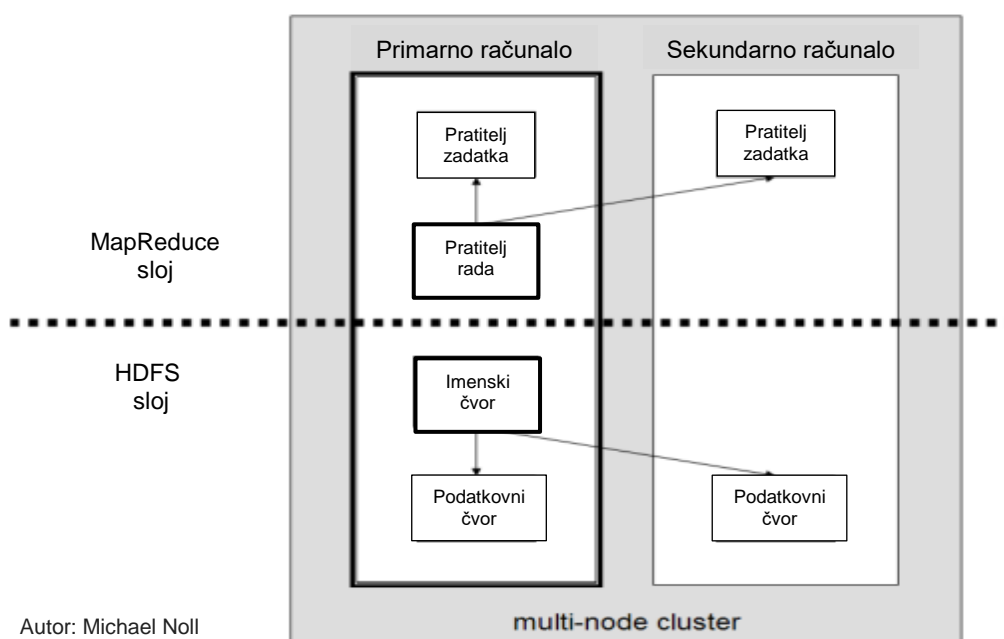 Primarno računalo
Sekundarno računalo
Pratitelj
zadatka
Pratitelj
zadatka
MapReduce
sloj
Pratitelj
rada
HDFS
sloj
Imenski
čvor
Podatkovni
čvor
Podatkovni
čvor
Autor: Michael Noll
multi-node cluster